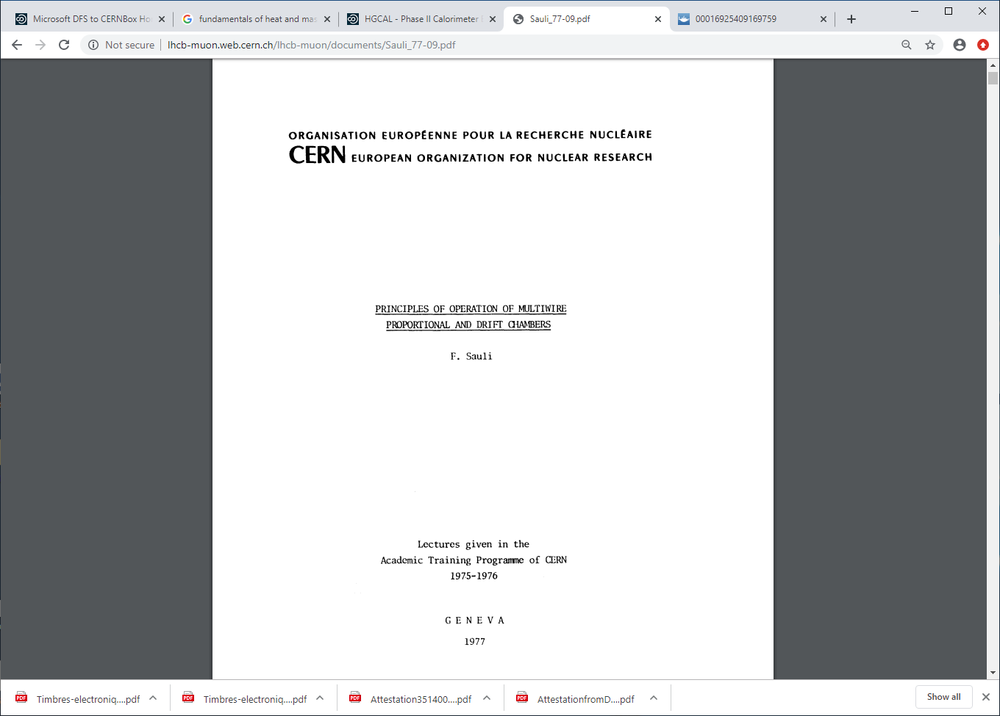 Microsoft DFS to CERNBox Ho
fundamentals of heat and mas
HGCAL - Phase II Calorimeter
Sauli_77-09.pdf
00016925409169759
Not secure
lhcb-muon.web.cern.ch/lhcb-muon/documents/Sauli_77-09.pdf
ORGANISATION EUROPÉENNE POUR LA RECHERCHE NUCLÉAIRE
CERN EUROPEAN ORGANIZATION FOR NUCLEAR RESEARCH
PRINCIPLES OF OPERATION OF MULTIWIRE
PROPORTIONAL AND DRIFT CHAMBERS
F. Sauli
Lectures given in the
Academic Training Programme of CERN
1975-1976
GENEVA
1977
Timbres-electroniq....pdf
Timbres-electroniq....pdf
Attestation351400....pdf
AttestationfromD....pdf
Show all